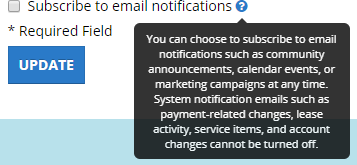 Subscribe to email notifications ?
* Required Field
UPDATE
You can choose to subscribe to email
notifications such as community
announcements, calendar events, or
marketing campaigns at any time.
System notification emails such as
payment-related changes, lease
activity, service items, and account
changes cannot be turned off.